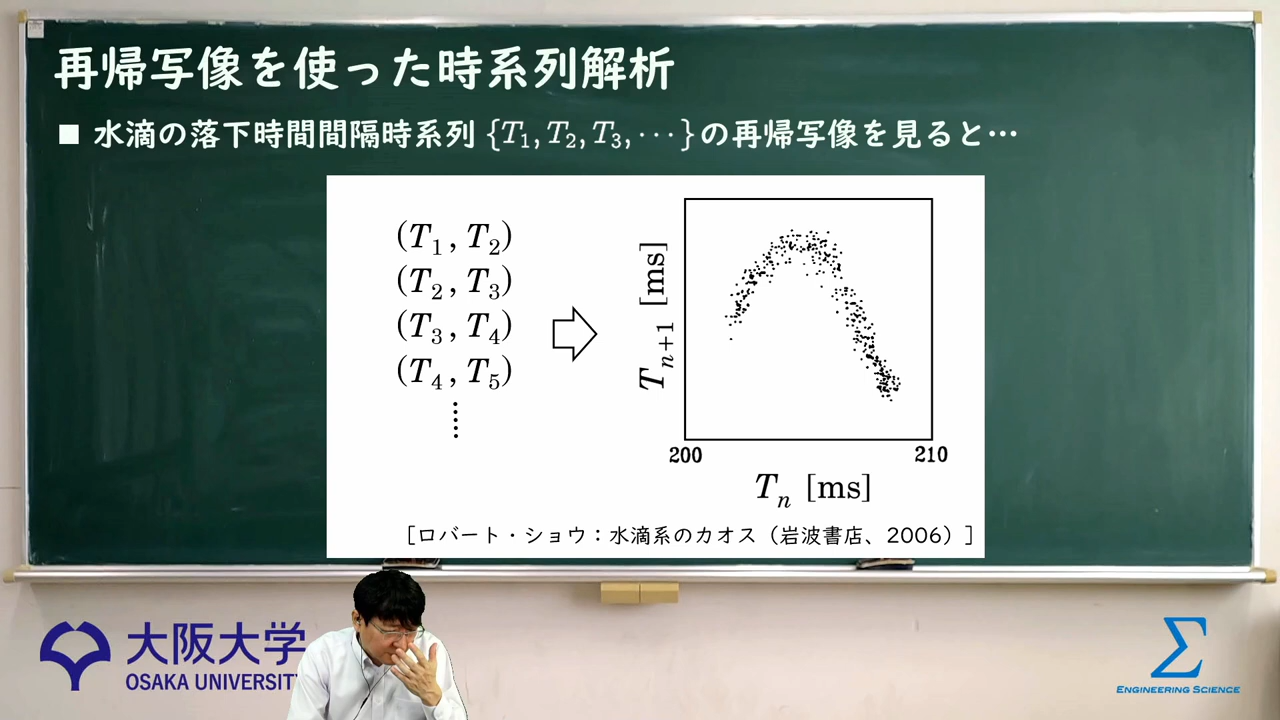 再帰写像を使った時系列解析
■ 水滴の落下時間間隔時系列 {T₁, T₂, T₃, ⋯} の再帰写像を見ると…
(T₁, T₂)
(T₂, T₃)
(T₃, T₄)
(T₄, T₅)
⋮
Tₙ₊₁ [ms]
200 210
Tₙ [ms]
[ロバート・ショウ：水滴系のカオス（岩波書店、2006）]
大阪大学
OSAKA UNIVERSITY
Σ
ENGINEERING SCIENCE